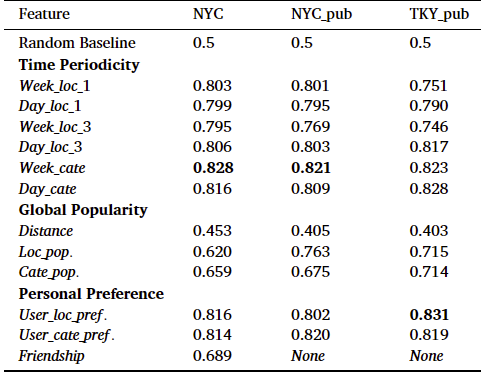 Feature NYC NYC_pub TKY_pub
Random Baseline 0.5 0.5 0.5
Time Periodicity
Week_loc_1 0.803 0.801 0.751
Day_loc_1 0.799 0.795 0.790
Week_loc_3 0.795 0.769 0.746
Day_loc_3 0.806 0.803 0.817
Week_cate 0.828 0.821 0.823
Day_cate 0.816 0.809 0.828
Global Popularity
Distance 0.453 0.405 0.403
Loc_pop. 0.620 0.763 0.715
Cate_pop. 0.659 0.675 0.714
Personal Preference
User_loc_pref. 0.816 0.802 0.831
User_cate_pref. 0.814 0.820 0.819
Friendship 0.689 None None